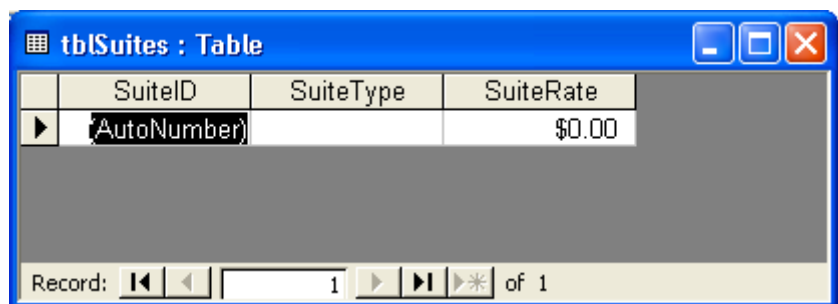 tblSuites : Table
SuiteID SuiteType SuiteRate
(AutoNumber) $0.00
Record: 1 of 1